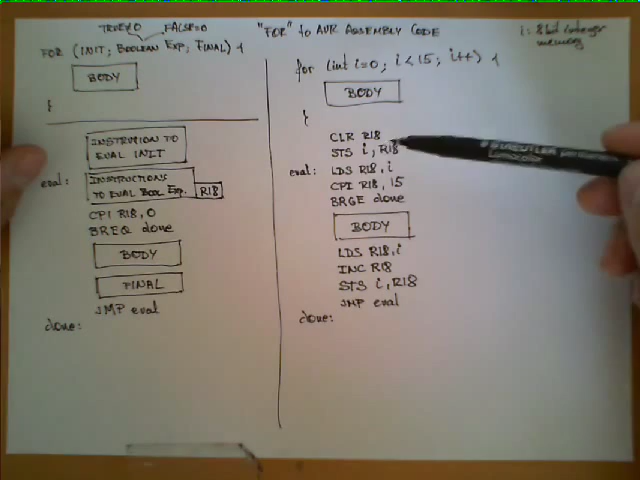 TRUE≠0 FALSE=0
"FOR" to AVR ASSEMBLY CODE
i: 8 bit integer
memory
FOR (INIT; BOOLEAN EXP; FINAL) {
BODY
}
INSTRUCTION TO
EVAL INIT
eval: INSTRUCTIONS
TO EVAL BOOL EXP. R18
CPI R18, 0
BREQ done
BODY
FINAL
JMP eval
done:
for (int i=0; i<15; i++) {
BODY
}
CLR R18
STS i, R18
eval: LDS R18, i
CPI R18, 15
BRGE done
BODY
LDS R18, i
INC R18
STS i, R18
JMP eval
done:
STAEDTLER permanent
Lumocolor